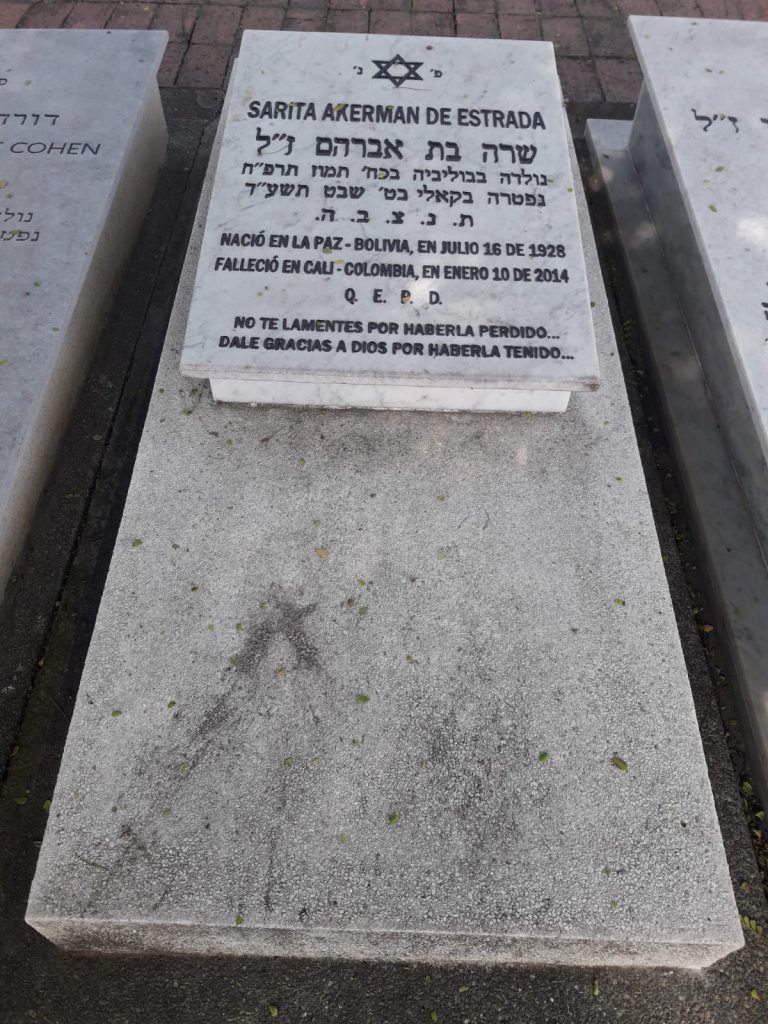 פ' נ'
SARITA AKERMAN DE ESTRADA
שרה בת אברהם ז"ל
נולדה בבוליביה בכח' תמוז תרפ"ח
נפטרה בקאלי בט' שבט תשע"ד
ת. נ. צ. ב. ה.
NACIÓ EN LA PAZ - BOLIVIA, EN JULIO 16 DE 1928
FALLECIÓ EN CALI - COLOMBIA, EN ENERO 10 DE 2014
Q. E. P. D.
NO TE LAMENTES POR HABERLA PERDIDO...
DALE GRACIAS A DIOS POR HABERLA TENIDO...
COHEN
ז"ל